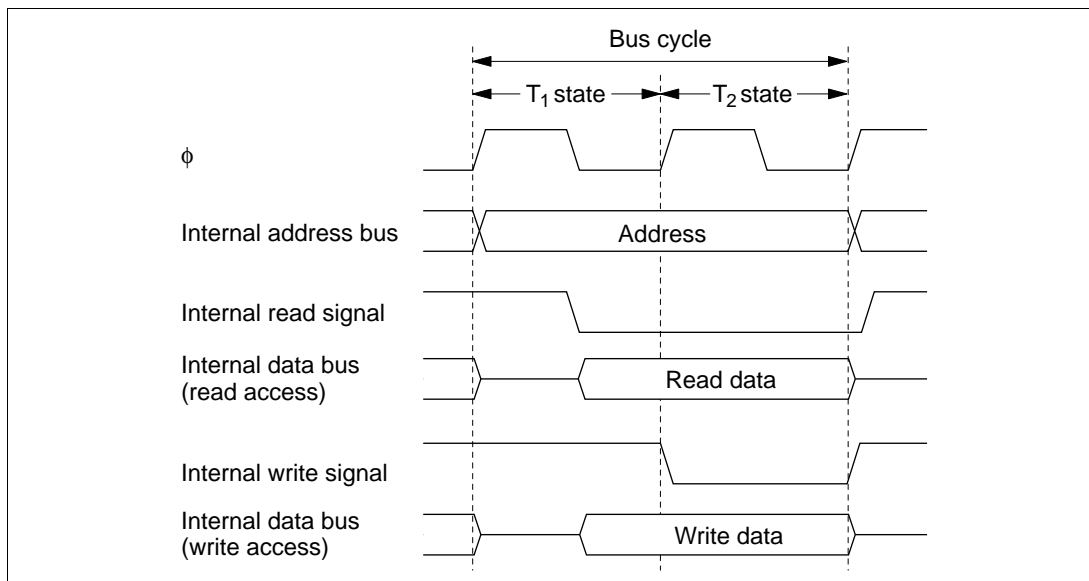 Bus cycle
T1 state
T2 state
ϕ
Internal address bus
Address
Internal read signal
Internal data bus
(read access)
Read data
Internal write signal
Internal data bus
(write access)
Write data